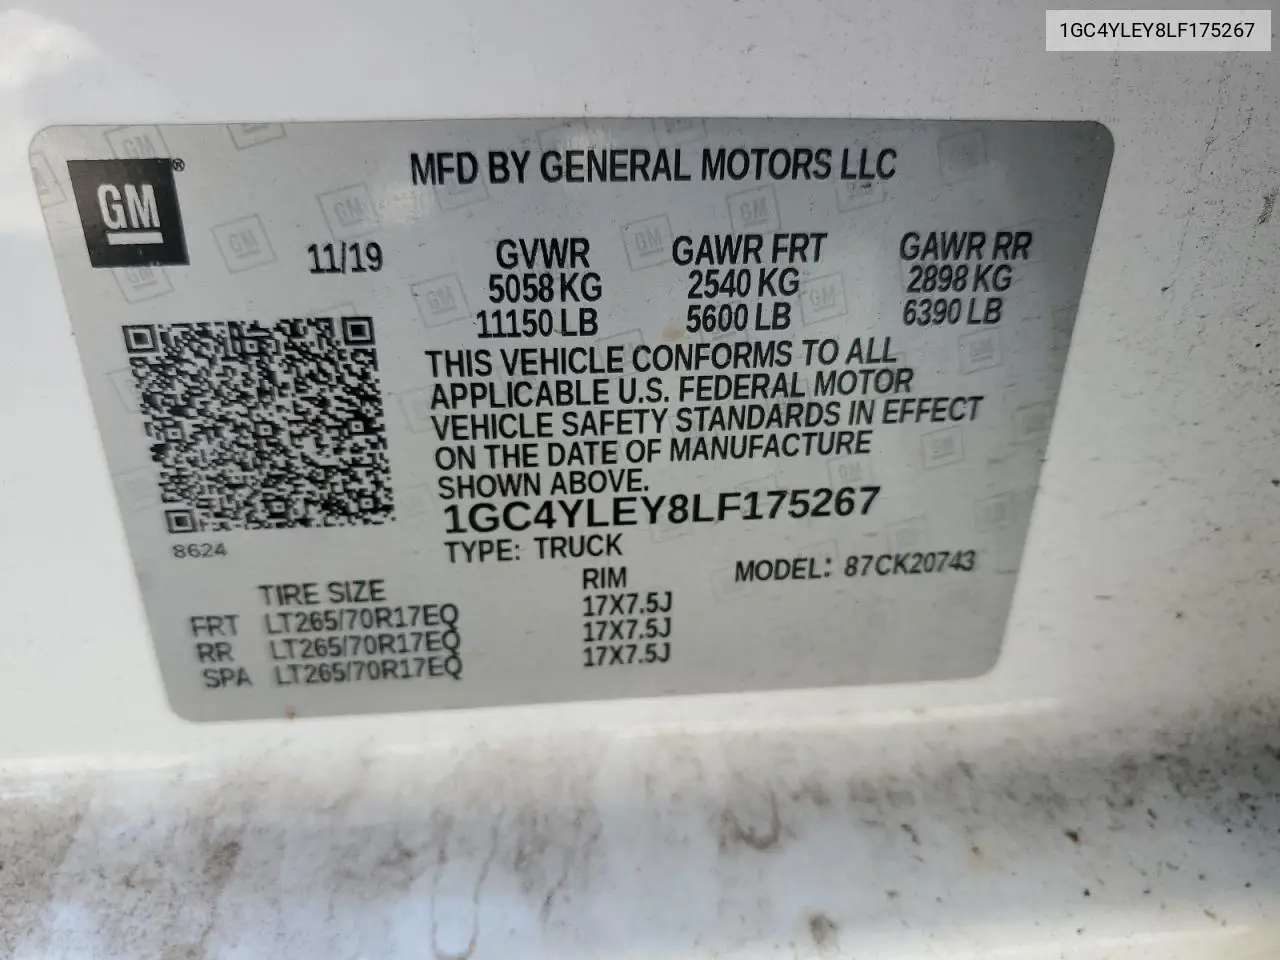 1GC4YLEY8LF175267
GM®
MFD BY GENERAL MOTORS LLC
11/19 GVWR GAWR FRT GAWR RR
5058 KG 2540 KG 2898 KG
11150 LB 5600 LB 6390 LB
THIS VEHICLE CONFORMS TO ALL
APPLICABLE U.S. FEDERAL MOTOR
VEHICLE SAFETY STANDARDS IN EFFECT
ON THE DATE OF MANUFACTURE
SHOWN ABOVE.
1GC4YLEY8LF175267
8624
TYPE: TRUCK MODEL: 87CK20743
TIRE SIZE RIM
FRT LT265/70R17EQ 17X7.5J
RR LT265/70R17EQ 17X7.5J
SPA LT265/70R17EQ 17X7.5J